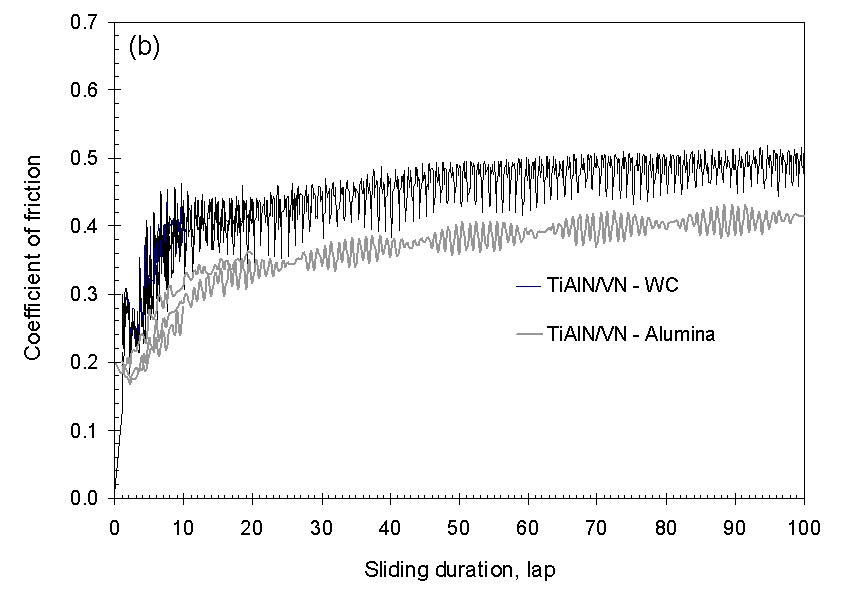 (b)
0.7
0.6
0.5
0.4
0.3
0.2
0.1
0.0
Coefficient of friction
TiAlN/VN - WC
TiAlN/VN - Alumina
0 10 20 30 40 50 60 70 80 90 100
Sliding duration, lap